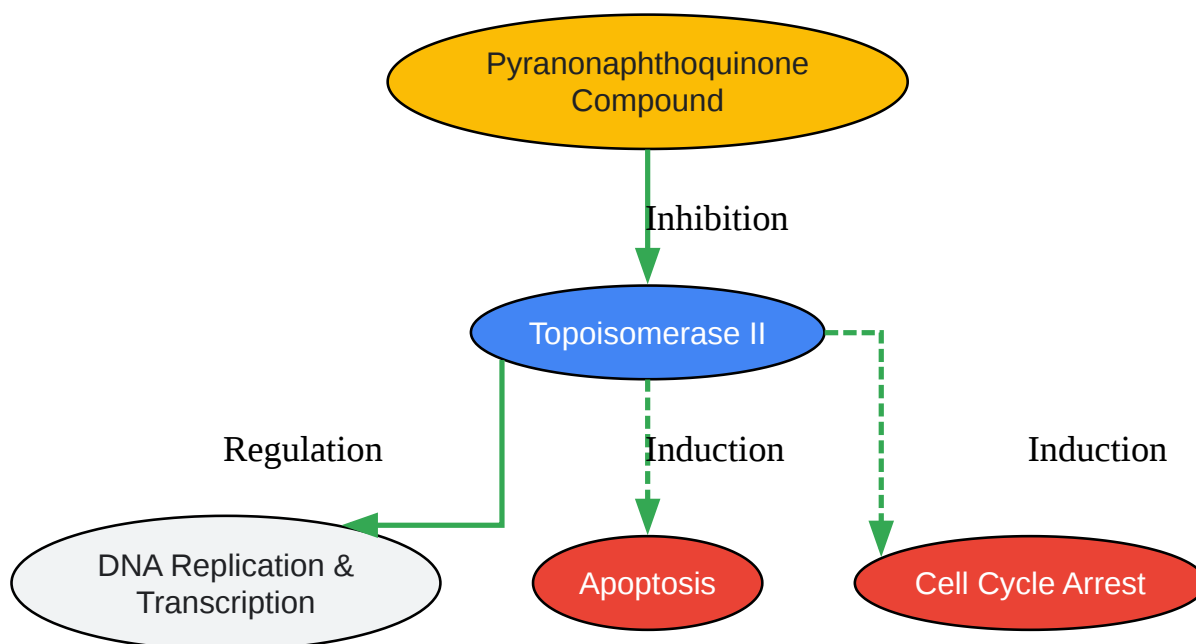 Pyranonaphthoquinone
Compound
Inhibition
Topoisomerase II
Regulation
Induction
Induction
DNA Replication &
Transcription
Apoptosis
Cell Cycle Arrest